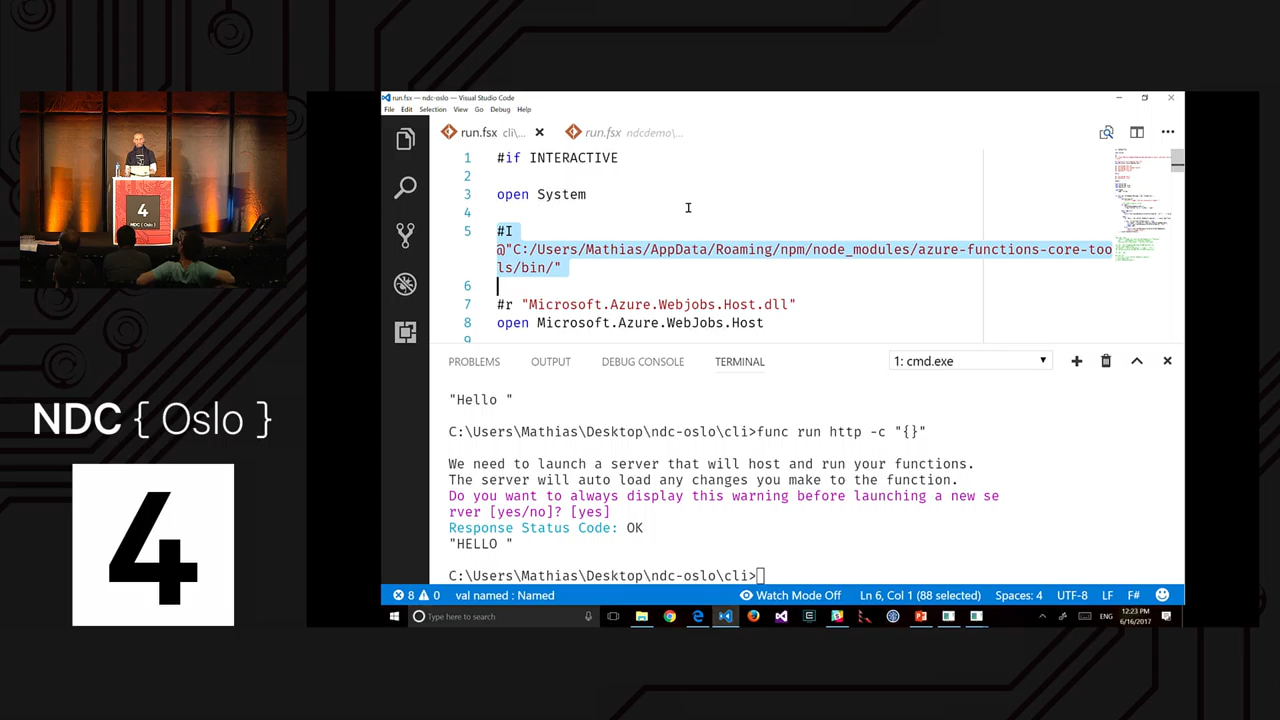 run.fsx — ndc-oslo — Visual Studio Code
File Edit Selection View Go Debug Help
run.fsx cli\... run.fsx ndcdemo\...
1 #if INTERACTIVE
2
3 open System
4
5 #I
@"C:/Users/Mathias/AppData/Roaming/npm/node_modules/azure-functions-core-too
ls/bin/"
6
7 #r "Microsoft.Azure.Webjobs.Host.dll"
8 open Microsoft.Azure.WebJobs.Host
9
PROBLEMS OUTPUT DEBUG CONSOLE TERMINAL 1: cmd.exe
"Hello "
C:\Users\Mathias\Desktop\ndc-oslo\cli>func run http -c "{}"
We need to launch a server that will host and run your functions.
The server will auto load any changes you make to the function.
Do you want to always display this warning before launching a new se
rver [yes/no]? [yes]
Response Status Code: OK
"HELLO "
C:\Users\Mathias\Desktop\ndc-oslo\cli>
8 0 val named : Named Watch Mode Off Ln 6, Col 1 (88 selected) Spaces: 4 UTF-8 LF F#
Type here to search ENG 12:23 PM
6/16/2017
4
NDC { Oslo }
NDC { Oslo }
4